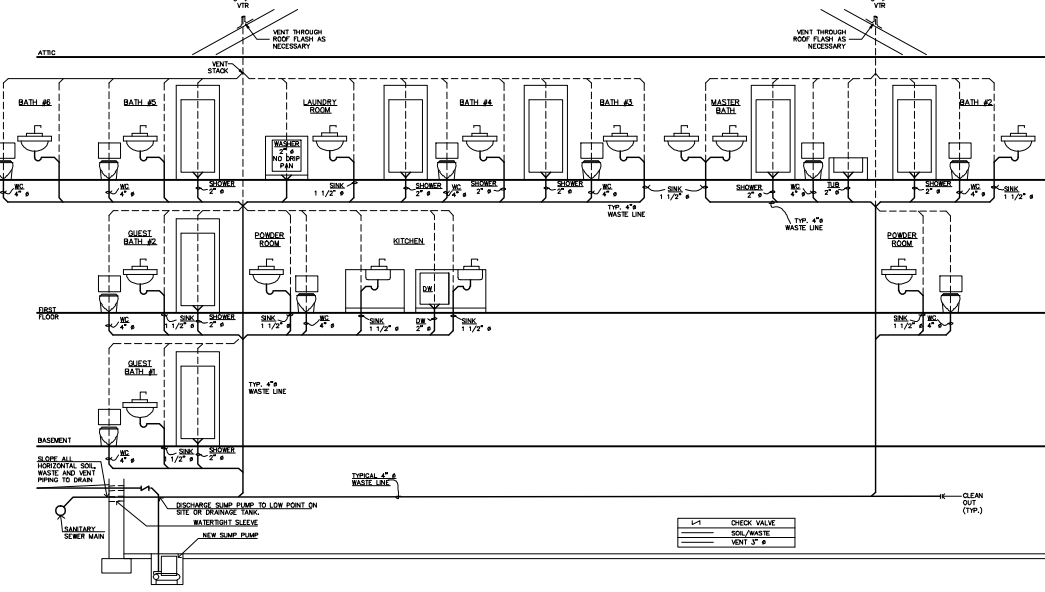 VTR
VTR
VENT THROUGH
ROOF FLASH AS
NECESSARY
VENT THROUGH
ROOF FLASH AS
NECESSARY
ATTIC
VENT
STACK
BATH #6
BATH #5
LAUNDRY
ROOM
BATH #4
BATH #3
MASTER
BATH
BATH #2
WASHER
2" ø
NO DRIP
PAN
WC
4" ø
WC
4" ø
SHOWER
2" ø
SINK
1 1/2" ø
SHOWER
2" ø
WC
4" ø
SHOWER
2" ø
SHOWER
WC
4" ø
SINK
1 1/2" ø
SHOWER
2" ø
WC
4" ø
TUB
2" ø
SHOWER
2" ø
WC
4" ø
SINK
1 1/2" ø
TYP. 4"ø
WASTE LINE
TYP. 4"ø
WASTE LINE
GUEST
BATH #2
POWDER
ROOM
KITCHEN
POWDER
ROOM
DW
FIRST
FLOOR
WC
4" ø
SINK
1 1/2" ø
SHOWER
2" ø
SINK
1 1/2" ø
WC
4" ø
SINK
1 1/2" ø
DW
2" ø
SINK
1 1/2" ø
SINK
1 1/2" ø
WC
4" ø
GUEST
BATH #1
TYP. 4"ø
WASTE LINE
BASEMENT
WC
4" ø
SINK
1 1/2" ø
SHOWER
2" ø
SLOPE ALL
HORIZONTAL SOIL,
WASTE AND VENT
PIPING TO DRAIN
TYPICAL 4" ø
WASTE LINE
CLEAN
OUT
(TYP.)
DISCHARGE SUMP PUMP TO LOW POINT ON
SITE OR DRAINAGE TANK.
WATERTIGHT SLEEVE
SANITARY
SEWER MAIN
NEW SUMP PUMP
CHECK VALVE
SOIL/WASTE
VENT 3" ø